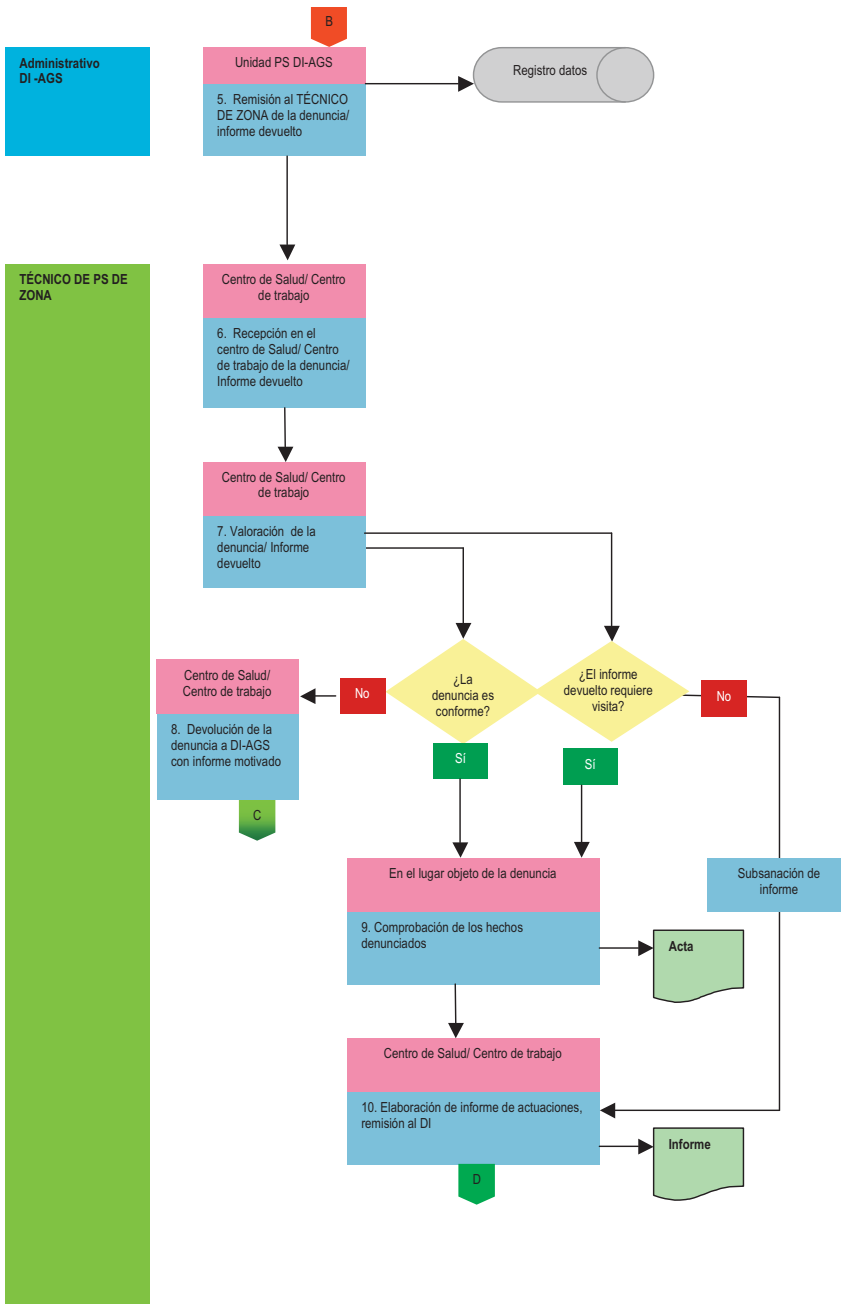 B
Administrativo
DI -AGS
Unidad PS DI-AGS
Registro datos
5. Remisión al TÉCNICO
DE ZONA de la denuncia/
informe devuelto
TÉCNICO DE PS DE
ZONA
Centro de Salud/ Centro
de trabajo
6. Recepción en el
centro de Salud/ Centro
de trabajo de la denuncia/
Informe devuelto
Centro de Salud/ Centro
de trabajo
7. Valoración de la
denuncia/ Informe
devuelto
Centro de Salud/
Centro de trabajo
No
¿La
denuncia es
conforme?
¿El informe
devuelto requiere
visita?
No
8. Devolución de la
denuncia a DI-AGS
con informe motivado
Sí
Sí
C
En el lugar objeto de la denuncia
Subsanación de
informe
9. Comprobación de los hechos
denunciados
Acta
Centro de Salud/ Centro de trabajo
10. Elaboración de informe de actuaciones,
remisión al DI
Informe
D